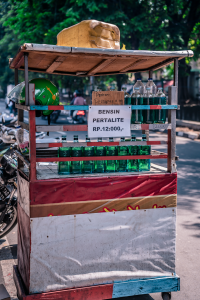 BENSIN
PERTALITE
RP.12.000,-